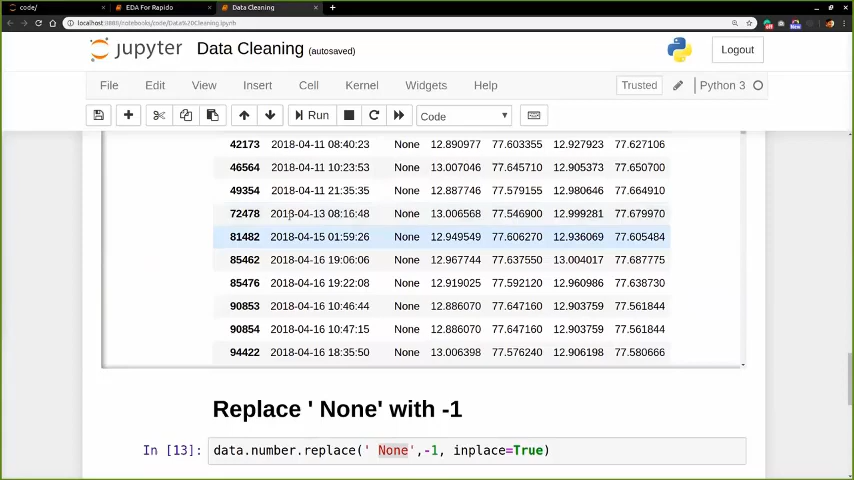 code/ EDA For Rapido Data Cleaning
localhost:8888/notebooks/code/Data%20Cleaning.ipynb
jupyter Data Cleaning (autosaved) Logout
File Edit View Insert Cell Kernel Widgets Help Trusted Python 3
Run Code
42173 2018-04-11 08:40:23 None 12.890977 77.603355 12.927923 77.627106
46564 2018-04-11 10:23:53 None 13.007046 77.645710 12.905373 77.650700
49354 2018-04-11 21:35:35 None 12.887746 77.579155 12.980646 77.664910
72478 2018-04-13 08:16:48 None 13.006568 77.546900 12.999281 77.679970
81482 2018-04-15 01:59:26 None 12.949549 77.606270 12.936069 77.605484
85462 2018-04-16 19:06:06 None 12.967744 77.637550 13.004017 77.687775
85476 2018-04-16 19:22:08 None 12.919025 77.592120 12.960986 77.638730
90853 2018-04-16 10:46:44 None 12.886070 77.647160 12.903759 77.561844
90854 2018-04-16 10:47:15 None 12.886070 77.647160 12.903759 77.561844
94422 2018-04-16 18:35:50 None 13.006398 77.576240 12.906198 77.580666
Replace ' None' with -1
In [13]: data.number.replace(' None',-1, inplace=True)